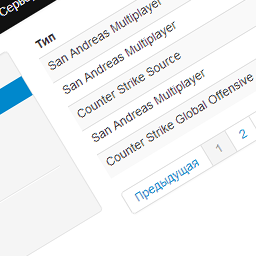 Тип
San Andreas Multiplayer
San Andreas Multiplayer
Counter Strike Source
San Andreas Multiplayer
Counter Strike Global Offensive
Предыдущая 1 2